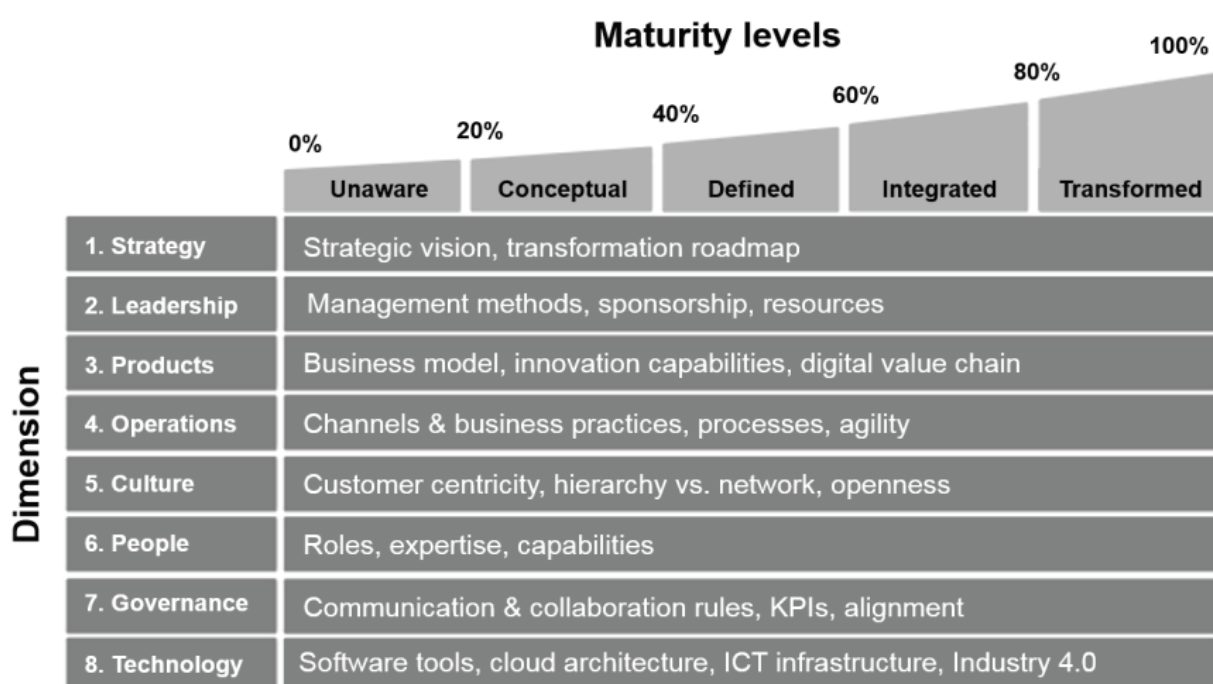 Maturity levels
0%
20%
40%
60%
80%
100%
Unaware
Conceptual
Defined
Integrated
Transformed
Dimension
1. Strategy
Strategic vision, transformation roadmap
2. Leadership
Management methods, sponsorship, resources
3. Products
Business model, innovation capabilities, digital value chain
4. Operations
Channels & business practices, processes, agility
5. Culture
Customer centricity, hierarchy vs. network, openness
6. People
Roles, expertise, capabilities
7. Governance
Communication & collaboration rules, KPIs, alignment
8. Technology
Software tools, cloud architecture, ICT infrastructure, Industry 4.0